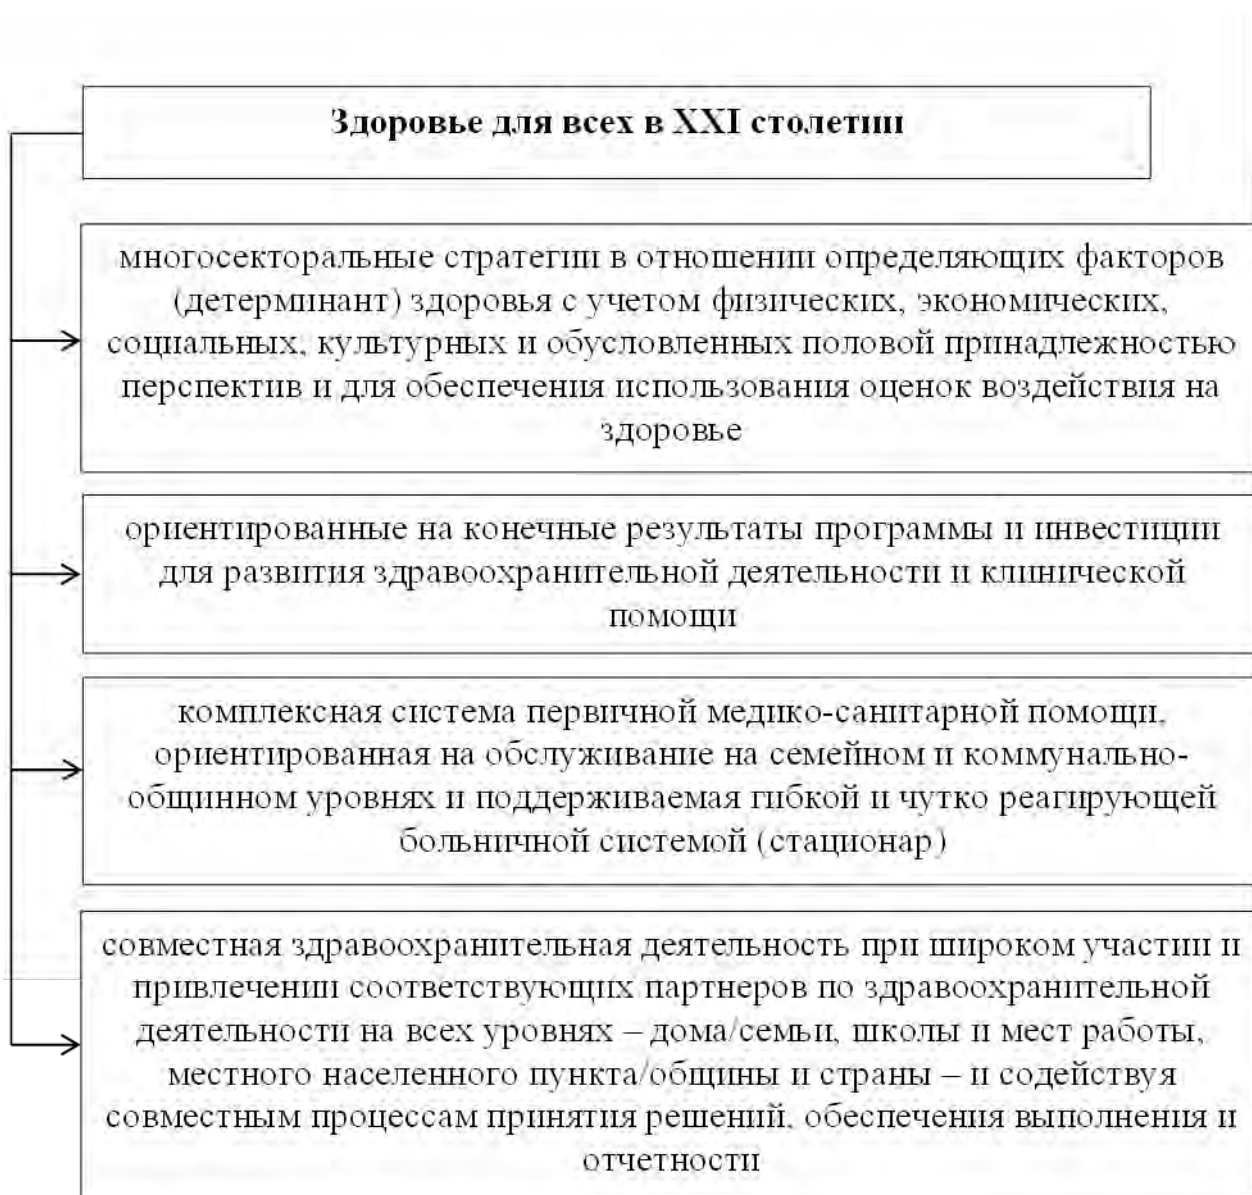 Здоровье для всех в XXI столетии
многосекторальные стратегии в отношении определяющих факторов
(детерминант) здоровья с учетом физических, экономических,
социальных, культурных и обусловленных половой принадлежностью
перспектив и для обеспечения использования оценок воздействия на
здоровье
ориентированные на конечные результаты программы и инвестиции
для развития здравоохранительной деятельности и клинической
помощи
комплексная система первичной медико-санитарной помощи,
ориентированная на обслуживание на семейном и коммунально-
общинном уровнях и поддерживаемая гибкой и чутко реагирующей
больничной системой (стационар)
совместная здравоохранительная деятельность при широком участии и
привлечении соответствующих партнеров по здравоохранительной
деятельности на всех уровнях – дома/семьи, школы и мест работы,
местного населенного пункта/общины и страны – и содействуя
совместным процессам принятия решений, обеспечения выполнения и
отчетности